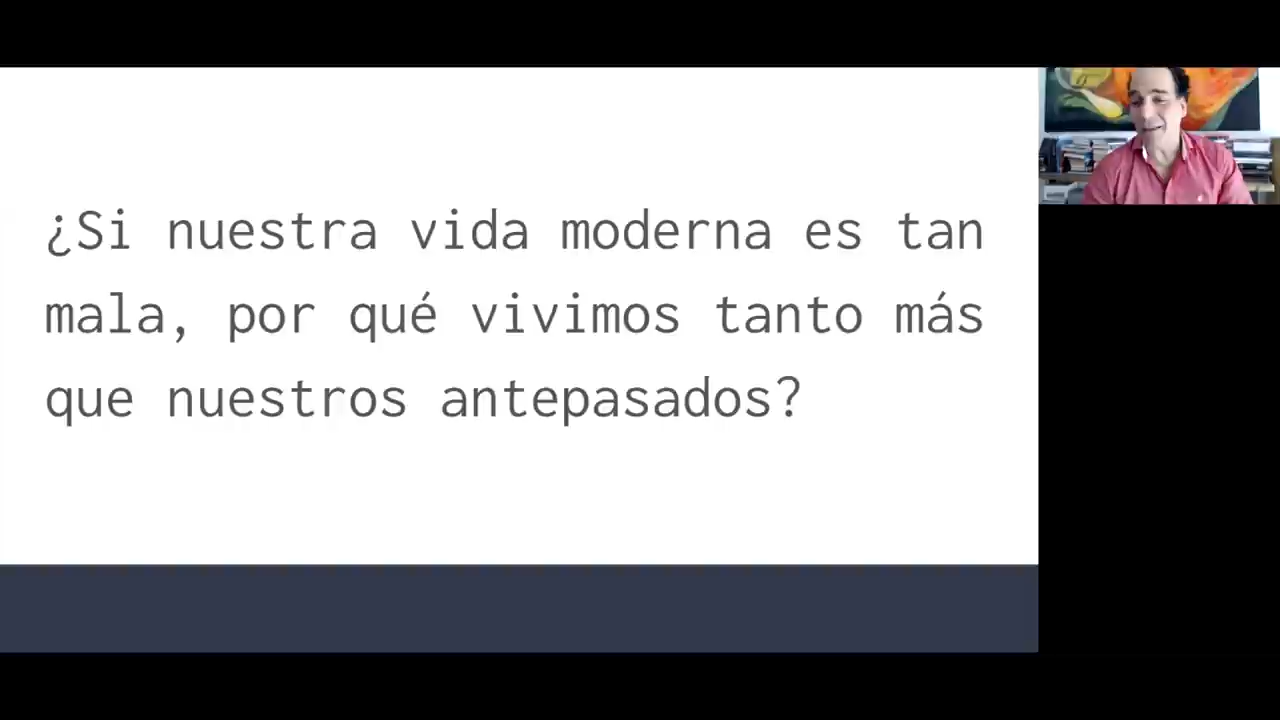 ¿Si nuestra vida moderna es tan
mala, por qué vivimos tanto más
que nuestros antepasados?